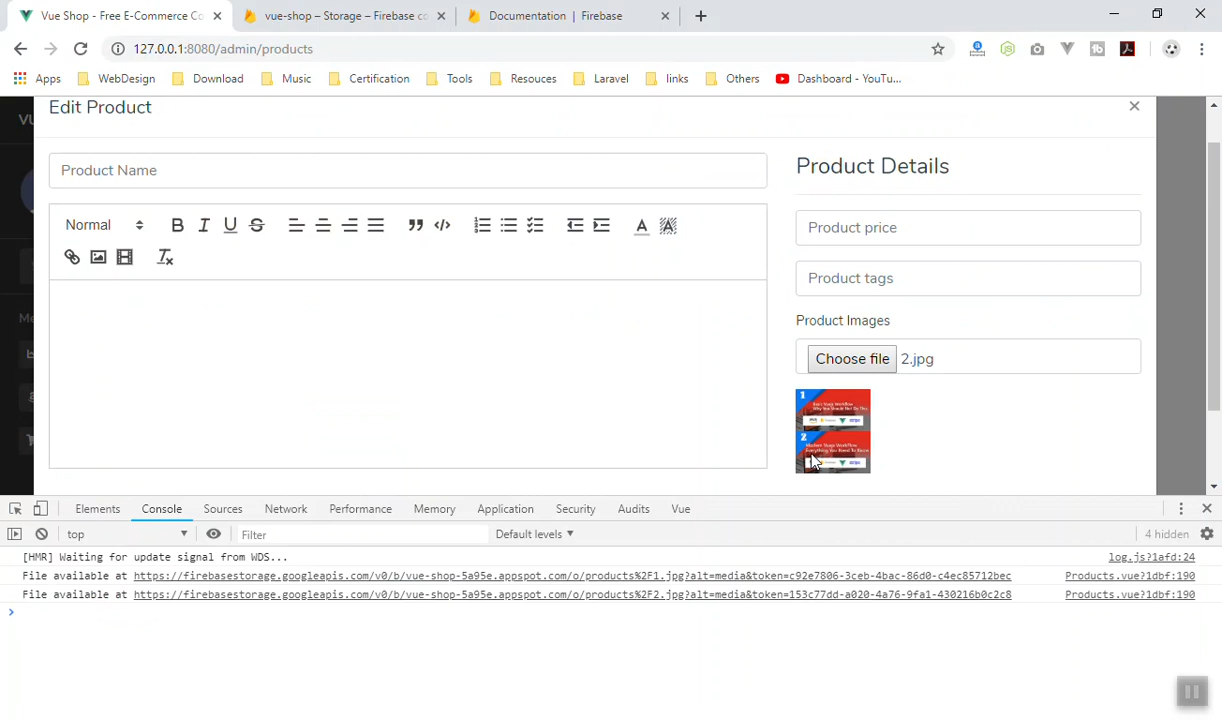 Vue Shop - Free E-Commerce Co
vue-shop – Storage – Firebase co
Documentation | Firebase
127.0.0.1:8080/admin/products
Apps
WebDesign
Download
Music
Certification
Tools
Resouces
Laravel
links
Others
Dashboard - YouTu...
Edit Product
Product Name
Product Details
Normal
Product price
Product tags
Product Images
Choose file 2.jpg
1
2
Elements
Console
Sources
Network
Performance
Memory
Application
Security
Audits
Vue
top
Filter
Default levels
4 hidden
[HMR] Waiting for update signal from WDS...
log.js?1afd:24
File available at https://firebasestorage.googleapis.com/v0/b/vue-shop-5a95e.appspot.com/o/products%2F1.jpg?alt=media&token=c92e7806-3ceb-4bac-86d0-c4ec85712bec
Products.vue?1dbf:190
File available at https://firebasestorage.googleapis.com/v0/b/vue-shop-5a95e.appspot.com/o/products%2F2.jpg?alt=media&token=153c77dd-a020-4a76-9fa1-430216b0c2c8
Products.vue?1dbf:190